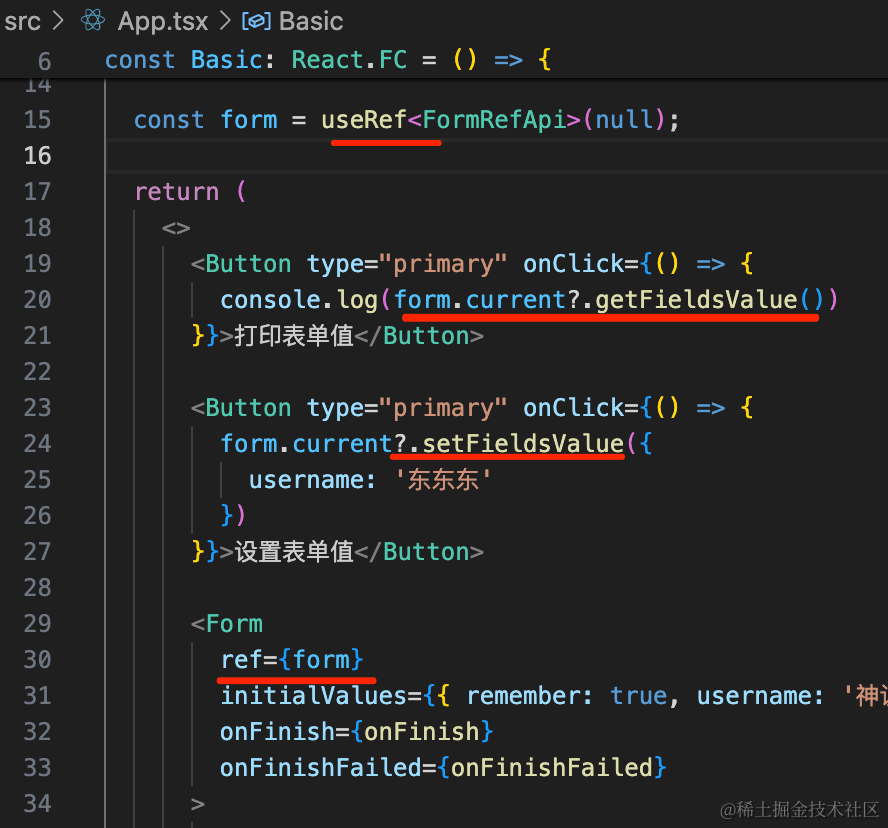 src > App.tsx > Basic
6 const Basic: React.FC = () => {
14
15 const form = useRef<FormRefApi>(null);
16
17 return (
18 <>
19 <Button type="primary" onClick={() => {
20 console.log(form.current?.getFieldsValue())
21 }}>打印表单值</Button>
22
23 <Button type="primary" onClick={() => {
24 form.current?.setFieldsValue({
25 username: '东东东'
26 })
27 }}>设置表单值</Button>
28
29 <Form
30 ref={form}
31 initialValues={{ remember: true, username: '神
32 onFinish={onFinish}
33 onFinishFailed={onFinishFailed}
34 >
@稀土掘金技术社区